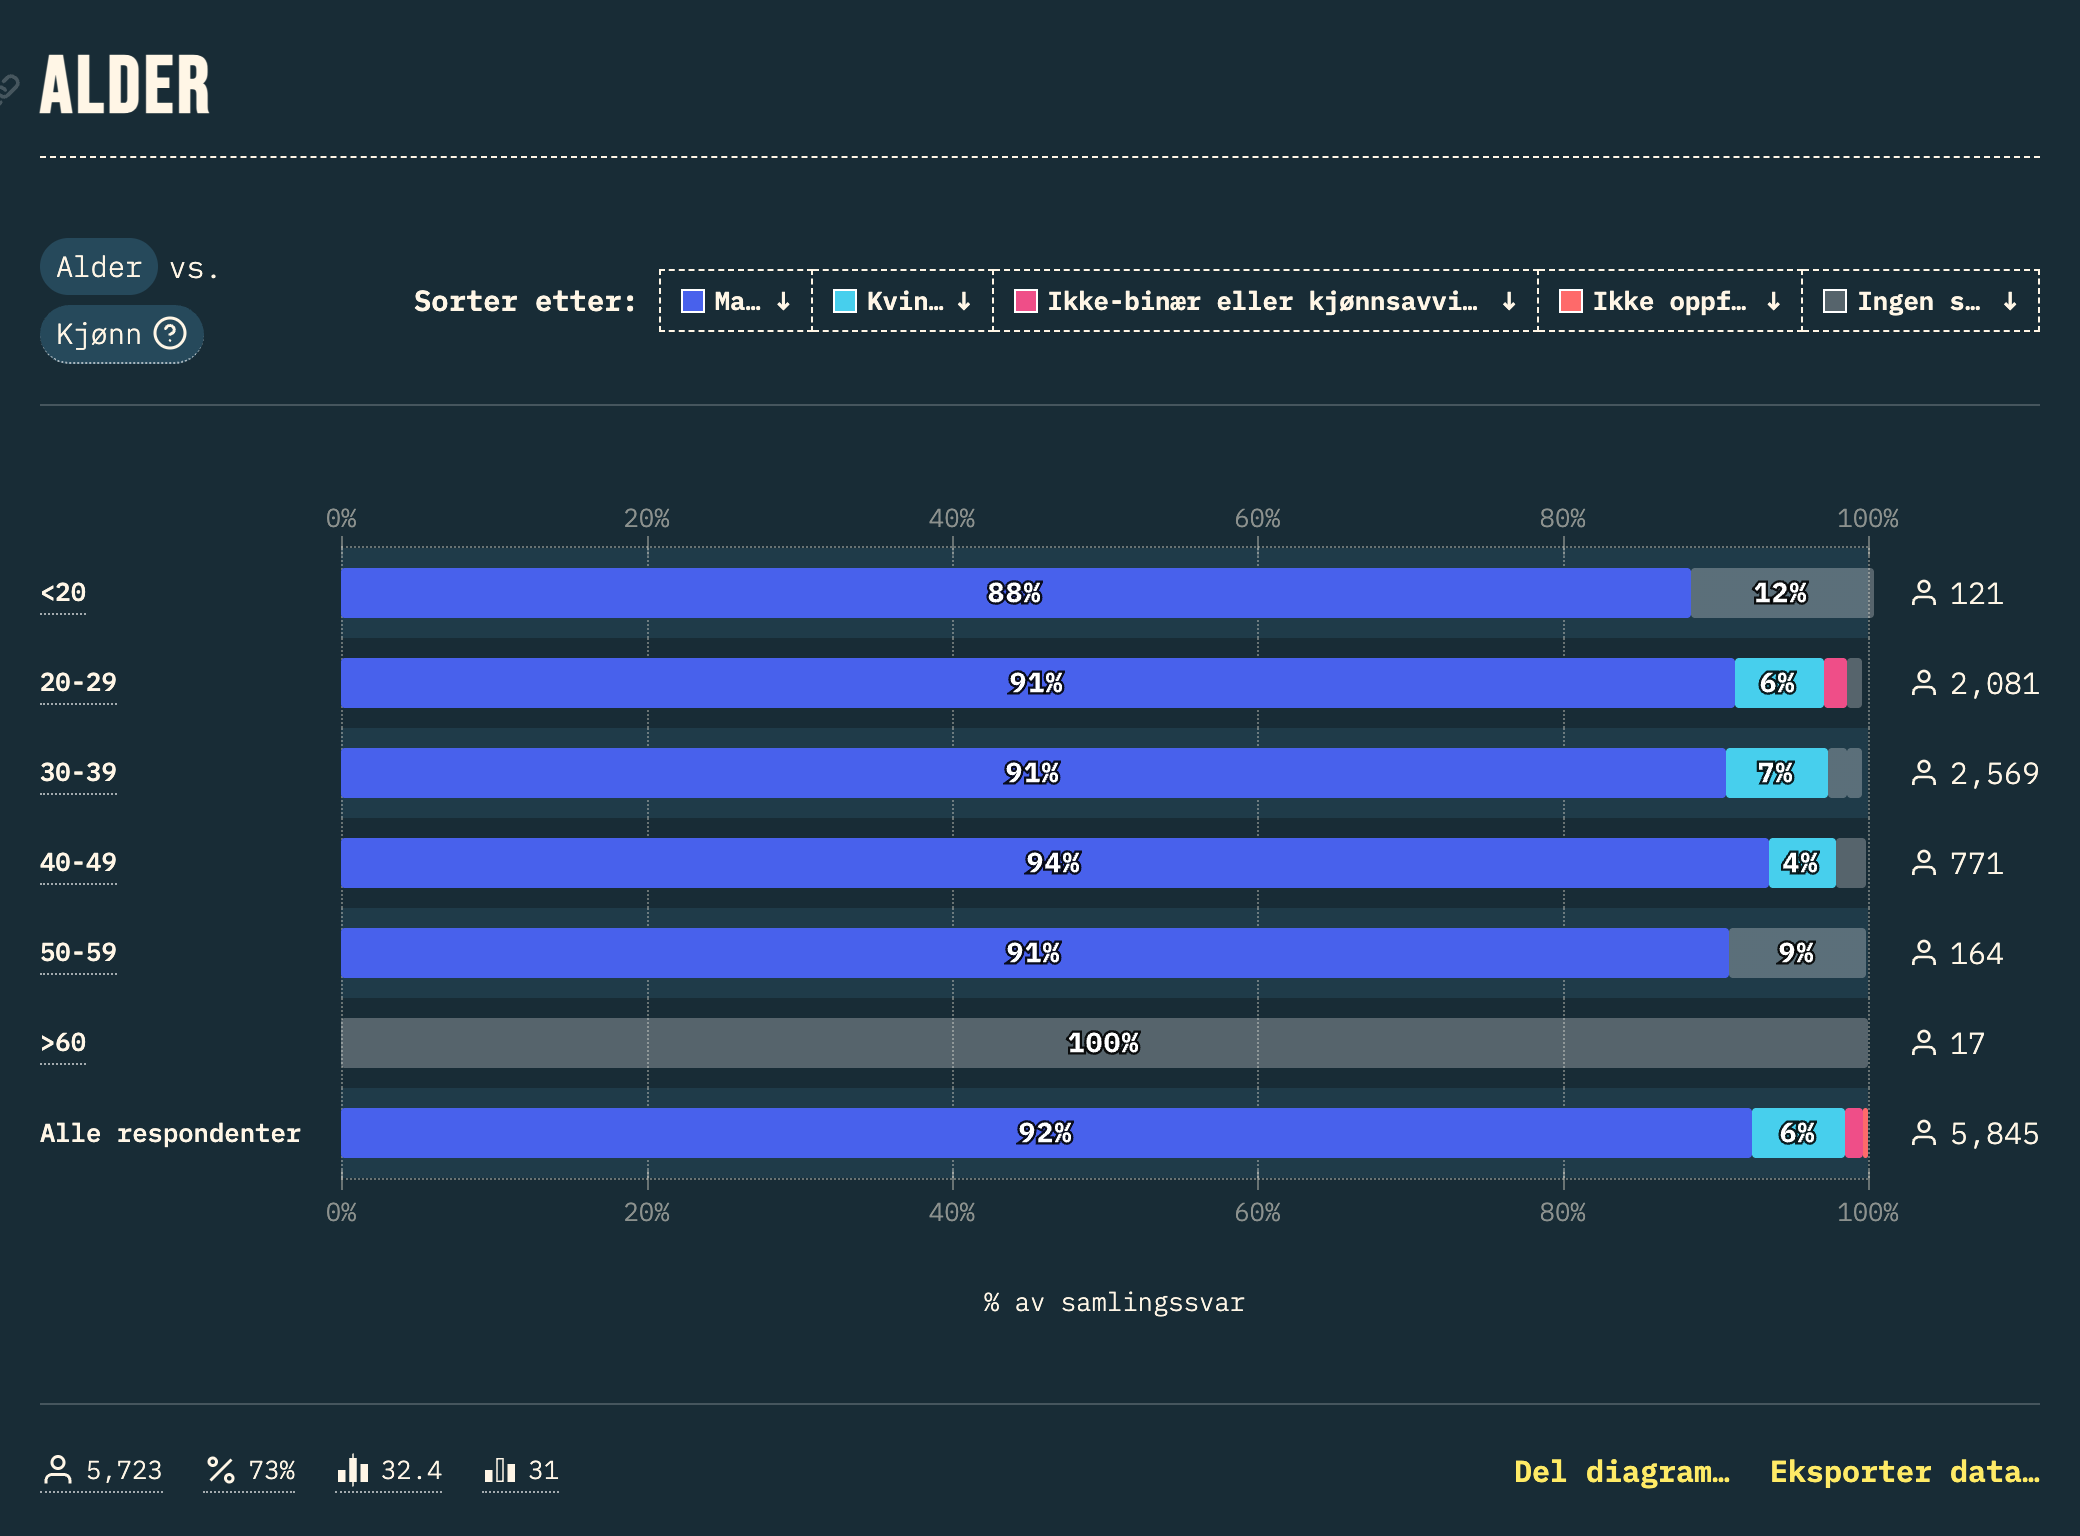 ALDER
Alder vs.
Kjønn
Sorter etter: Ma… ↓ Kvin… ↓ Ikke-binær eller kjønnsavvi… ↓ Ikke oppf… ↓ Ingen s… ↓
0% 20% 40% 60% 80% 100%
<20 88% 12% 121
20-29 91% 6% 2,081
30-39 91% 7% 2,569
40-49 94% 4% 771
50-59 91% 9% 164
>60 100% 17
Alle respondenter 92% 6% 5,845
0% 20% 40% 60% 80% 100%
% av samlingssvar
5,723 73% 32.4 31 Del diagram… Eksporter data…